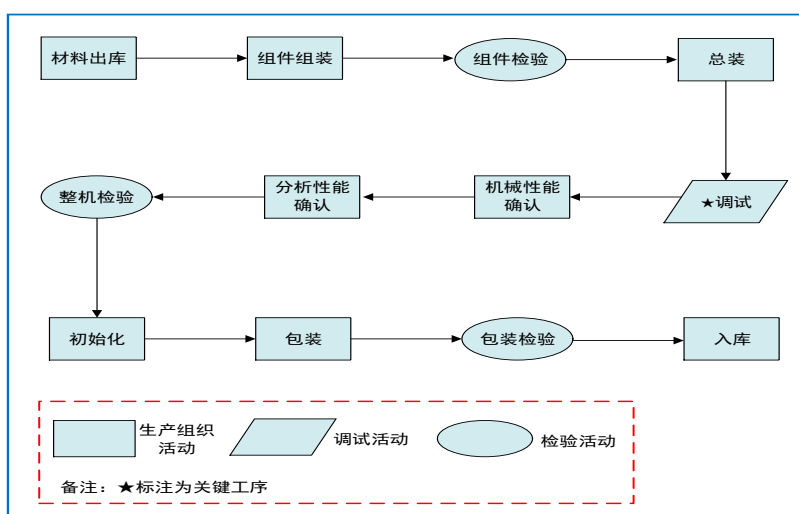 材料出库
组件组装
组件检验
总装
★调试
机械性能
确认
分析性能
确认
整机检验
初始化
包装
包装检验
入库
生产组织
活动
调试活动
检验活动
备注：★标注为关键工序